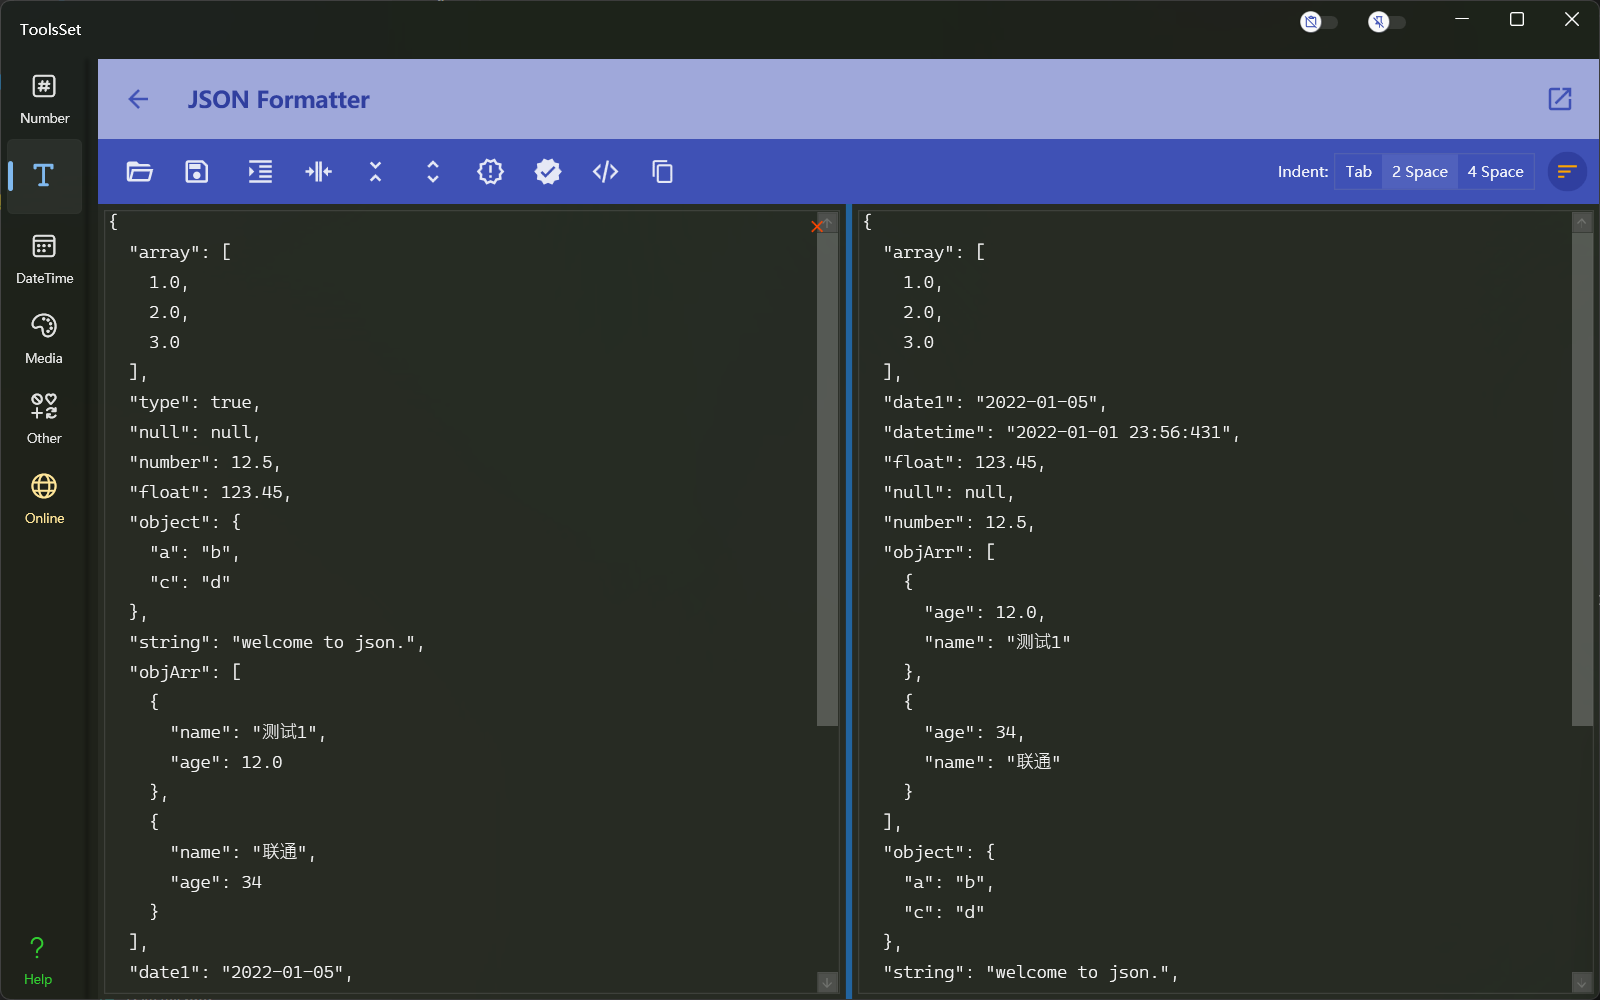 ToolsSet
Number
DateTime
Media
Other
Online
Help
JSON Formatter
Indent: Tab 2 Space 4 Space
{
  "array": [
    1.0,
    2.0,
    3.0
  ],
  "type": true,
  "null": null,
  "number": 12.5,
  "float": 123.45,
  "object": {
    "a": "b",
    "c": "d"
  },
  "string": "welcome to json.",
  "objArr": [
    {
      "name": "测试1",
      "age": 12.0
    },
    {
      "name": "联通",
      "age": 34
    }
  ],
  "date1": "2022-01-05",
{
  "array": [
    1.0,
    2.0,
    3.0
  ],
  "date1": "2022-01-05",
  "datetime": "2022-01-01 23:56:431",
  "float": 123.45,
  "null": null,
  "number": 12.5,
  "objArr": [
    {
      "age": 12.0,
      "name": "测试1"
    },
    {
      "age": 34,
      "name": "联通"
    }
  ],
  "object": {
    "a": "b",
    "c": "d"
  },
  "string": "welcome to json.",